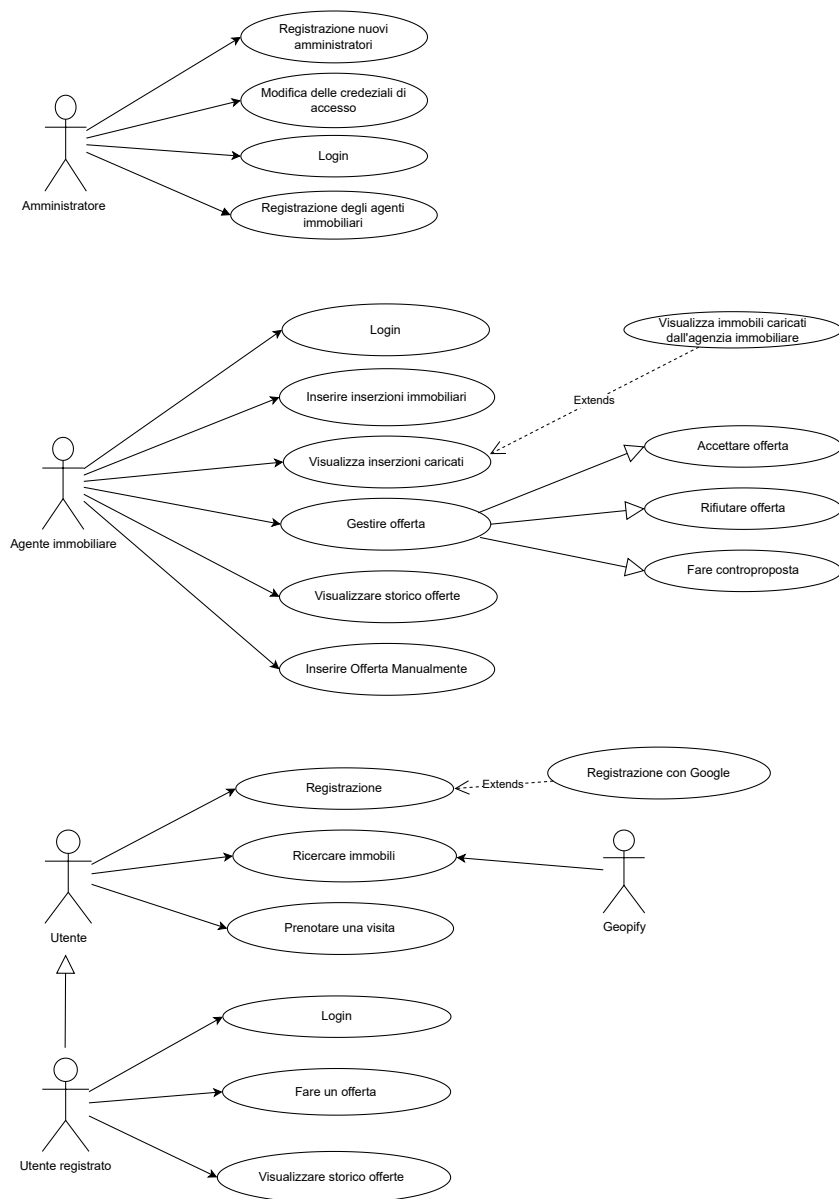 Registrazione nuovi
amministratori
Modifica delle credeziali di
accesso
Login
Registrazione degli agenti
immobiliari
Amministratore
Login
Visualizza immobili caricati
dall'agenzia immobiliare
Extends
Inserire inserzioni immobiliari
Visualizza inserzioni caricati
Accettare offerta
Gestire offerta
Rifiutare offerta
Agente immobiliare
Fare controproposta
Visualizzare storico offerte
Inserire Offerta Manualmente
Registrazione
Extends
Registrazione con Google
Ricercare immobili
Prenotare una visita
Utente
Geopify
Login
Fare un offerta
Utente registrato
Visualizzare storico offerte